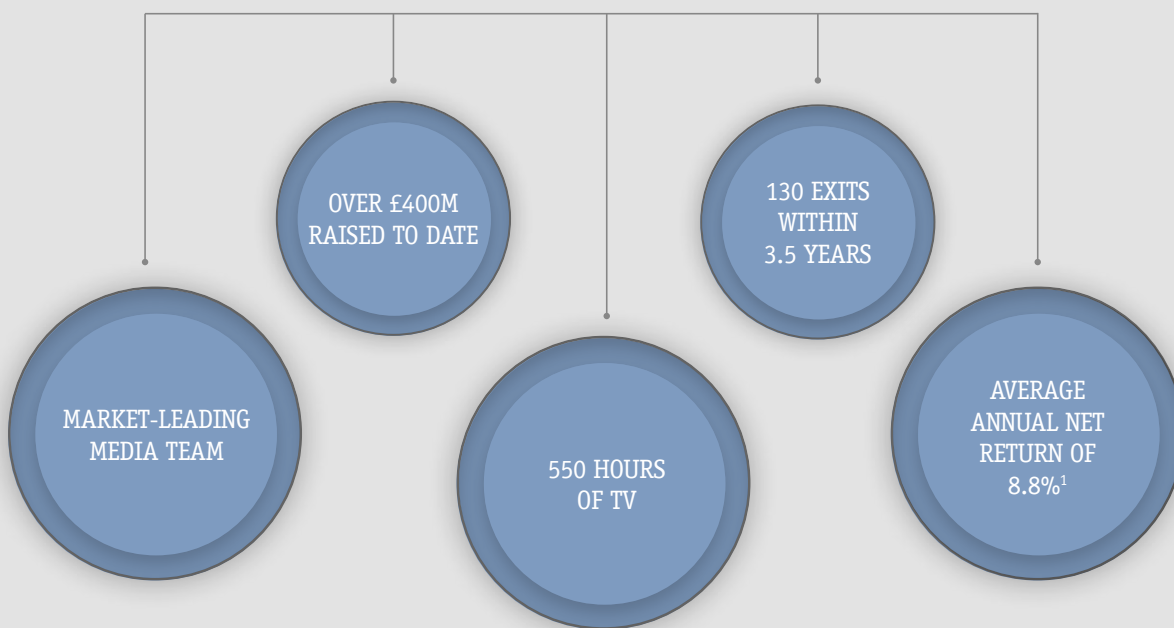 OVER £400M
RAISED TO DATE
130 EXITS
WITHIN
3.5 YEARS
MARKET-LEADING
MEDIA TEAM
550 HOURS
OF TV
AVERAGE
ANNUAL NET
RETURN OF
8.8%¹